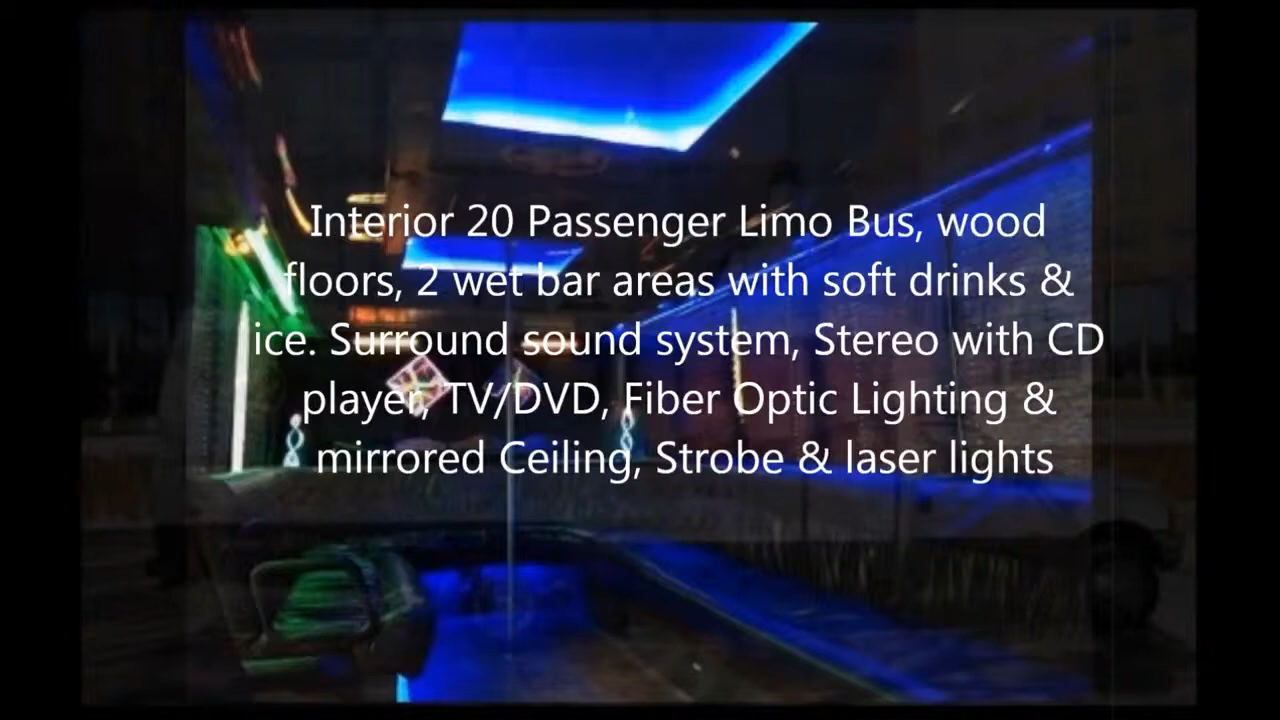 Interior 20 Passenger Limo Bus, wood
floors, 2 wet bar areas with soft drinks &
ice. Surround sound system, Stereo with CD
player, TV/DVD, Fiber Optic Lighting &
mirrored Ceiling, Strobe & laser lights